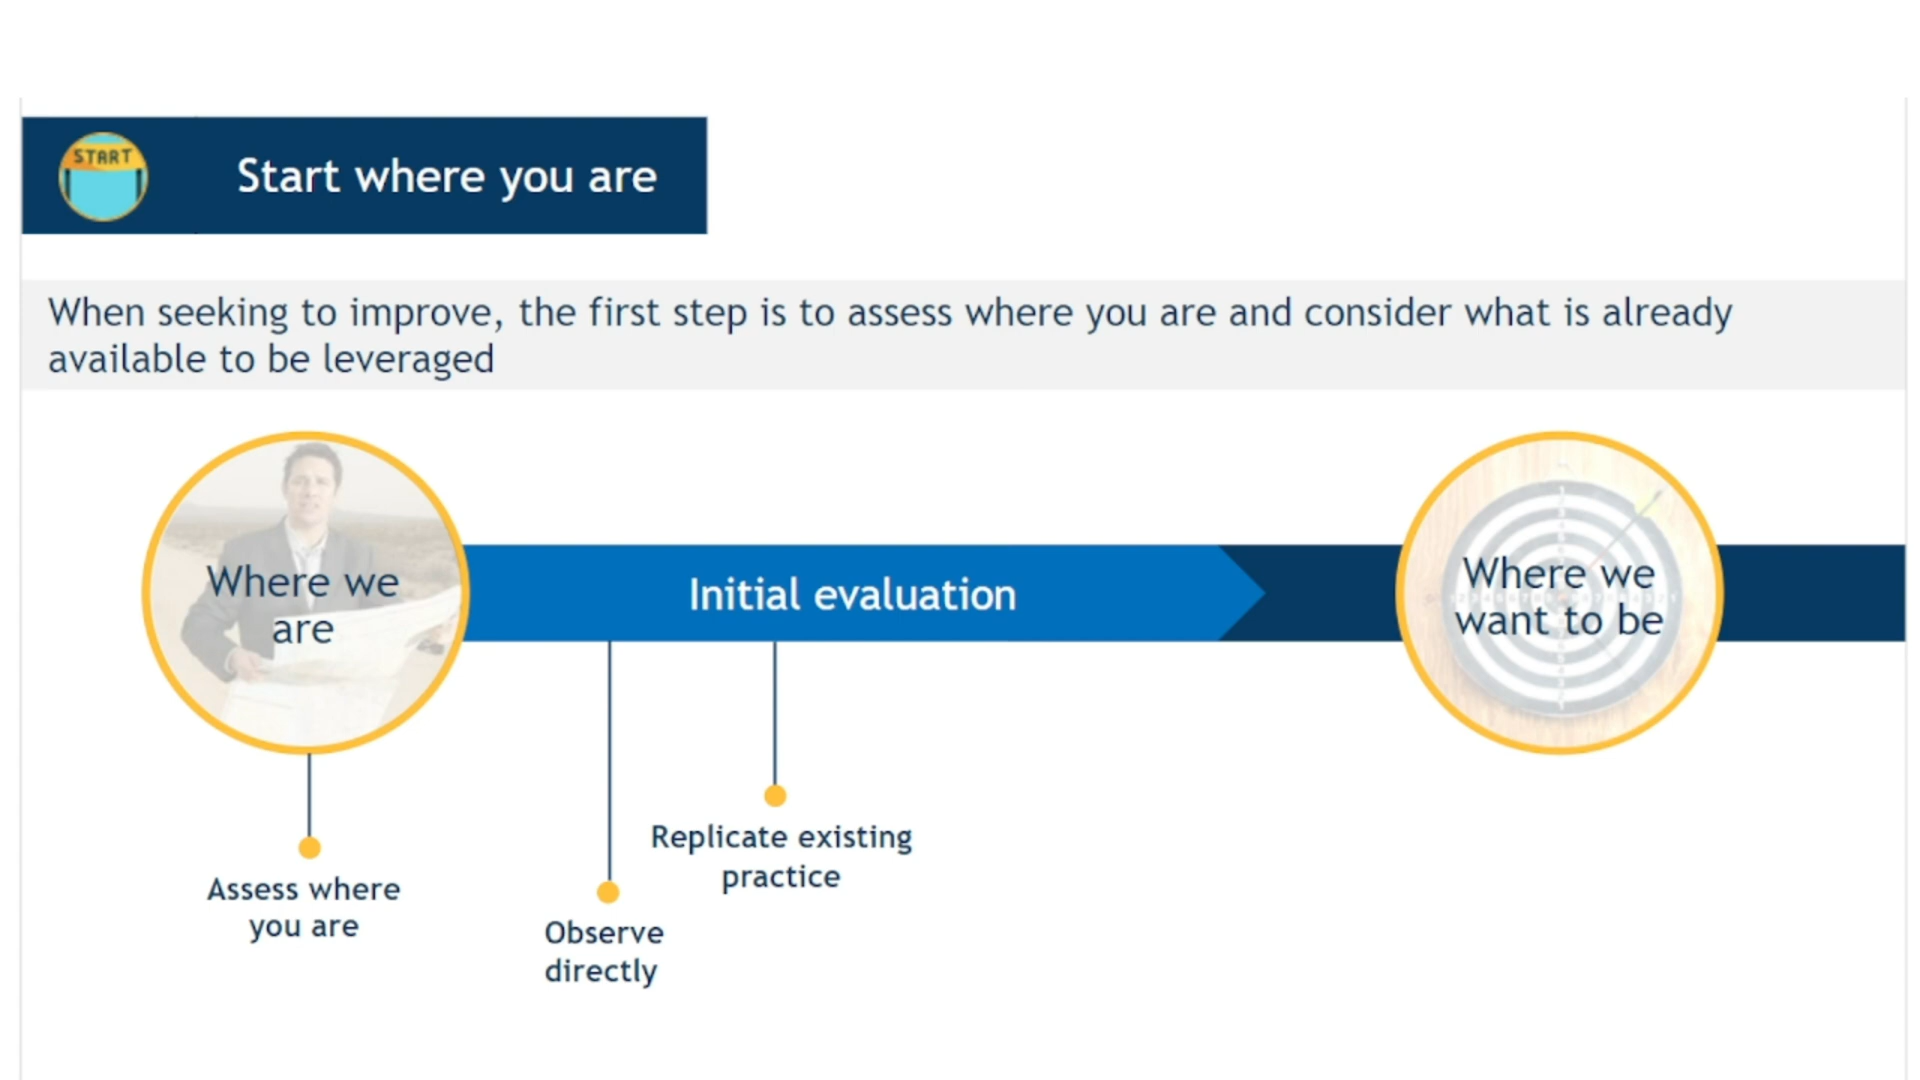 START
Start where you are
When seeking to improve, the first step is to assess where you are and consider what is already
available to be leveraged
Where we
are
Initial evaluation
Where we
want to be
Assess where
you are
Observe
directly
Replicate existing
practice